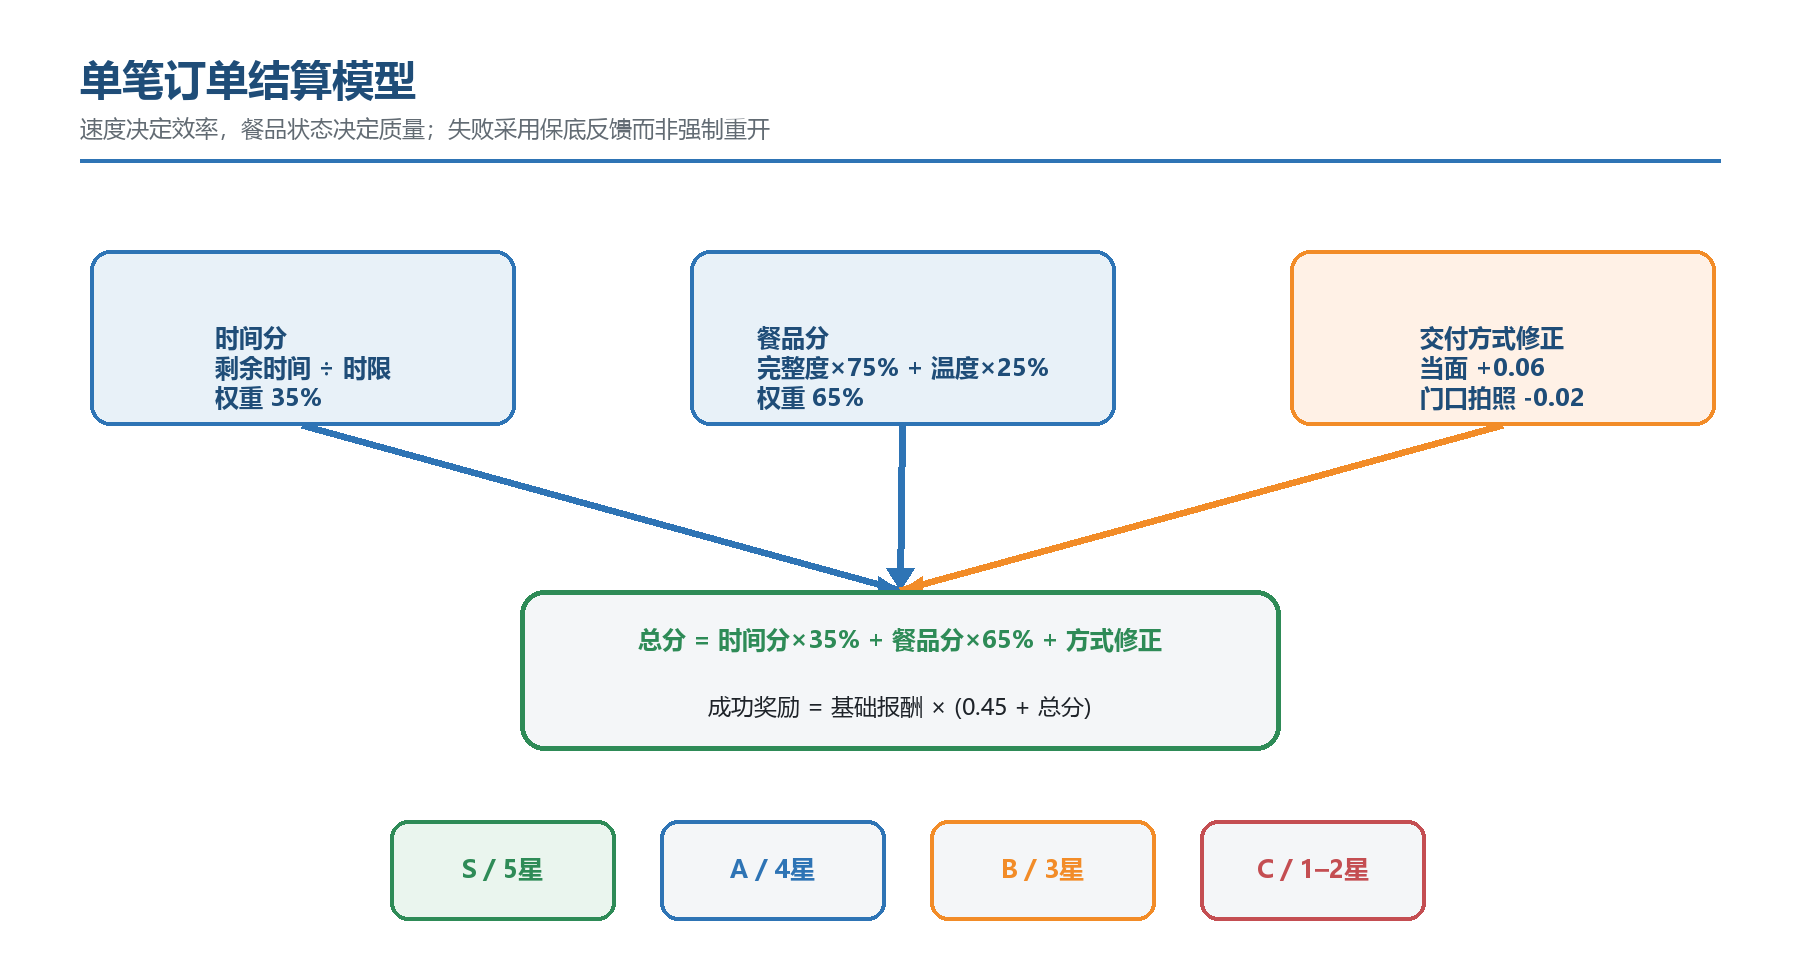 单笔订单结算模型
速度决定效率，餐品状态决定质量；失败采用保底反馈而非强制重开
时间分
剩余时间 ÷ 时限
权重 35%
餐品分
完整度×75% + 温度×25%
权重 65%
交付方式修正
当面 +0.06
门口拍照 -0.02
总分 = 时间分×35% + 餐品分×65% + 方式修正
成功奖励 = 基础报酬 × (0.45 + 总分)
S / 5星
A / 4星
B / 3星
C / 1–2星